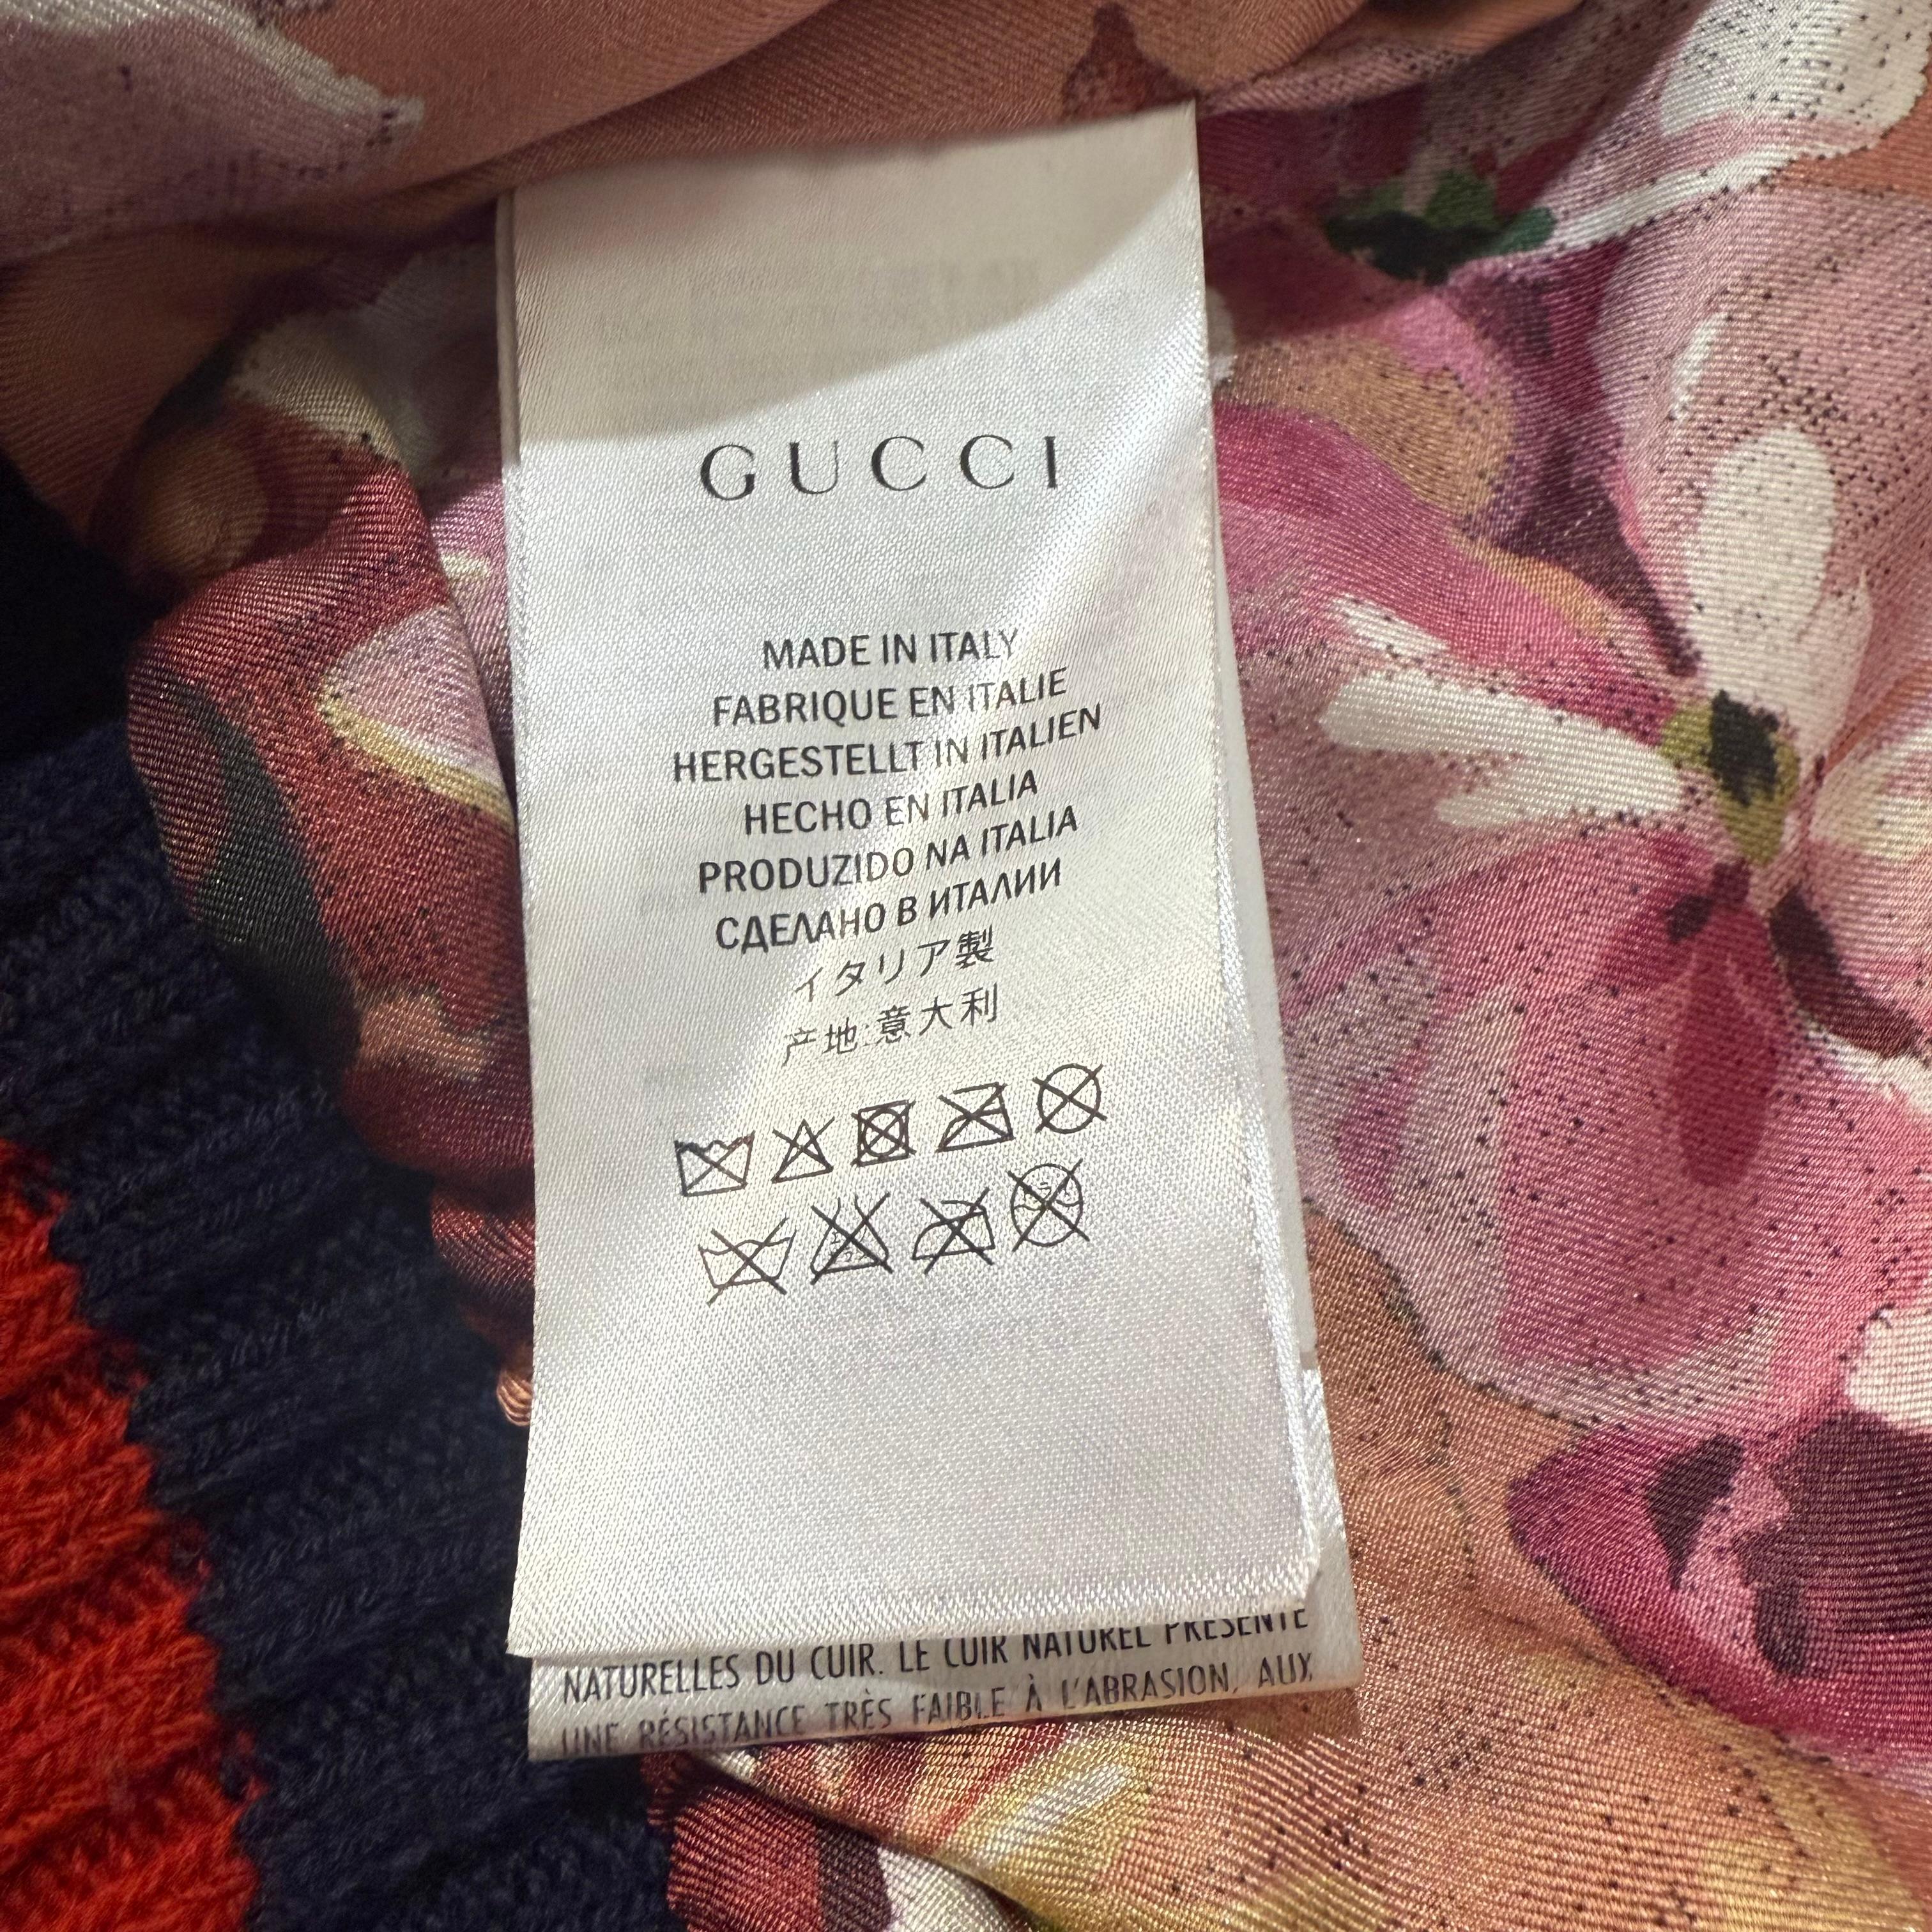 GUCCI
MADE IN ITALY
FABRIQUE EN ITALIE
HERGESTELLT IN ITALIEN
HECHO EN ITALIA
PRODUZIDO NA ITALIA
СДЕЛАНО В ИТАЛИИ
イタリア製
产地:意大利
NATURELLES DU CUIR. LE CUIR NATUREL PRÉSENTE
UNE RÉSISTANCE TRÈS FAIBLE À L'ABRASION, AUX